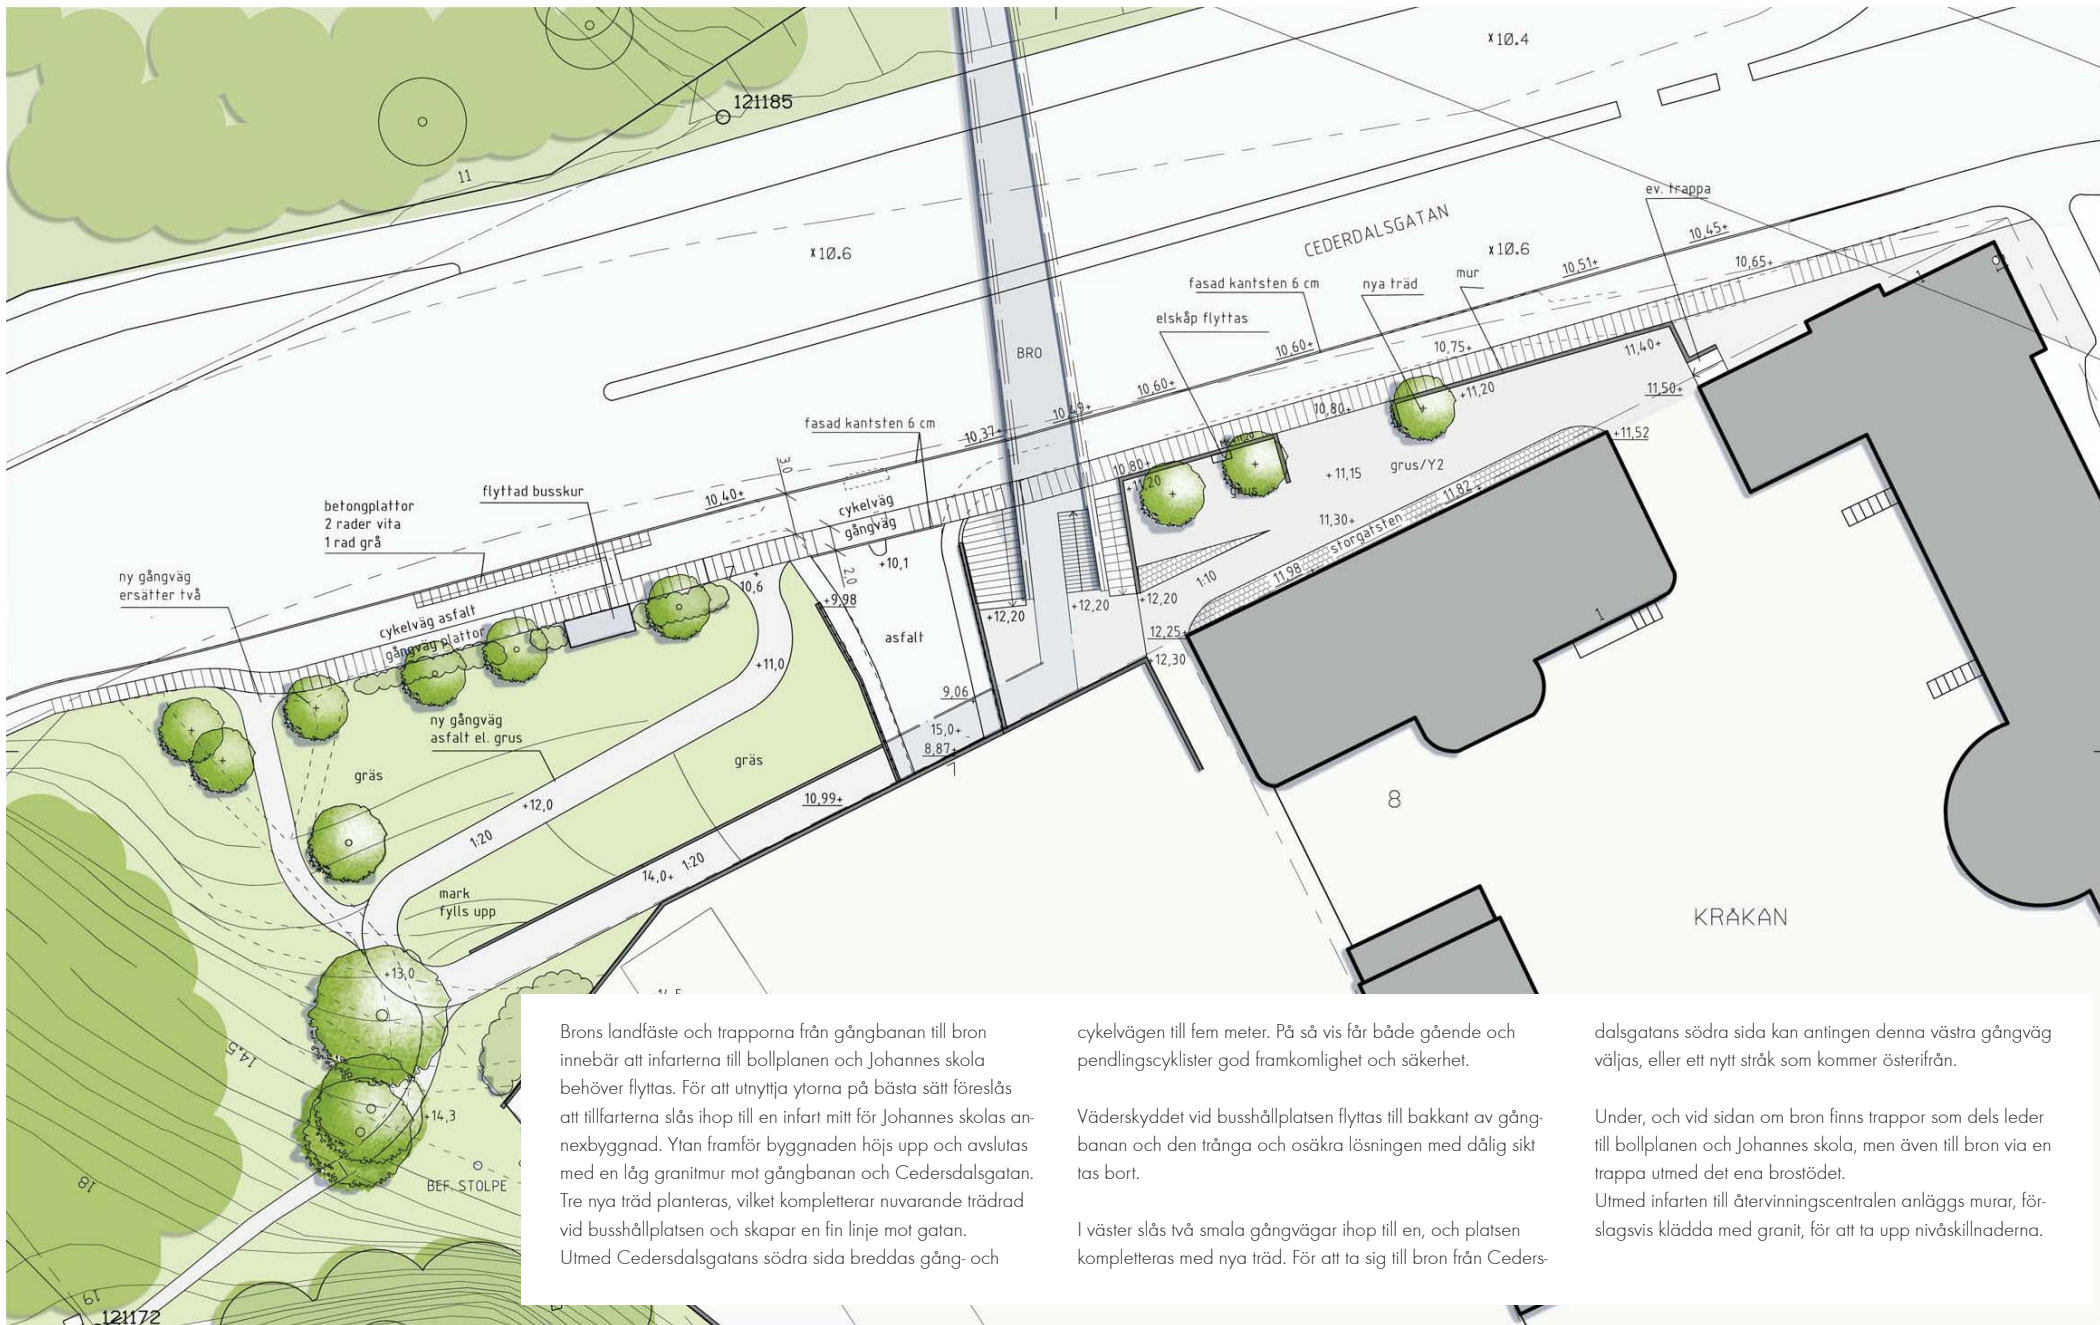 x10.4
121185
11
ev. trappa
CEDERDALSGATAN
x10.6
x10.6
10,45+
10,65+
10,51+
mur
nya träd
fasad kantsten 6 cm
elskåp flyttas
BRO
10,60+
10,75+
11,40+
11,50+
10,60+
+11,20
10,80+
10,49+
fasad kantsten 6 cm
10,37+
+11,52
grus/Y2
+11,15
10,80+
+11,20
grus
3,0
10,40+
flyttad busskur
betongplattor
2 rader vita
1 rad grå
cykelväg
gångväg
11,82+
11,30+
storgatsten
11,98+
1:10
+10,1
2,0
10,6
+9,98
ny gångväg
ersätter två
cykelväg asfalt
gångväg plattor
asfalt
+12,20
+12,20
+12,20
12,25+
+12,30
1
+11,0
9,06
15,0+
8,87+
ny gångväg
asfalt el. grus
gräs
gräs
+12,0
10,99+
1:20
14,0+ 1:20
8
mark
fylls upp
KRÅKAN
+13,0
14.5
+14,3
BEF. STOLPE
18
19
121172
Brons landfäste och trapporna från gångbanan till bron
innebär att infarterna till bollplanen och Johannes skola
behöver flyttas. För att utnyttja ytorna på bästa sätt föreslås
att tillfarterna slås ihop till en infart mitt för Johannes skolas an-
nexbyggnad. Ytan framför byggnaden höjs upp och avslutas
med en låg granitmur mot gångbanan och Cedersdalsgatan.
Tre nya träd planteras, vilket kompletterar nuvarande trädrad
vid busshållplatsen och skapar en fin linje mot gatan.
Utmed Cedersdalsgatans södra sida breddas gång- och
cykelvägen till fem meter. På så vis får både gående och
pendlingscyklister god framkomlighet och säkerhet.
Väderskyddet vid busshållplatsen flyttas till bakkant av gång-
banan och den trånga och osäkra lösningen med dålig sikt
tas bort.
I väster slås två smala gångvägar ihop till en, och platsen
kompletteras med nya träd. För att ta sig till bron från Ceders-
dalsgatans södra sida kan antingen denna västra gångväg
väljas, eller ett nytt stråk som kommer österifrån.
Under, och vid sidan om bron finns trappor som dels leder
till bollplanen och Johannes skola, men även till bron via en
trappa utmed det ena brostödet.
Utmed infarten till återvinningscentralen anläggs murar, för-
slagsvis klädda med granit, för att ta upp nivåskillnaderna.